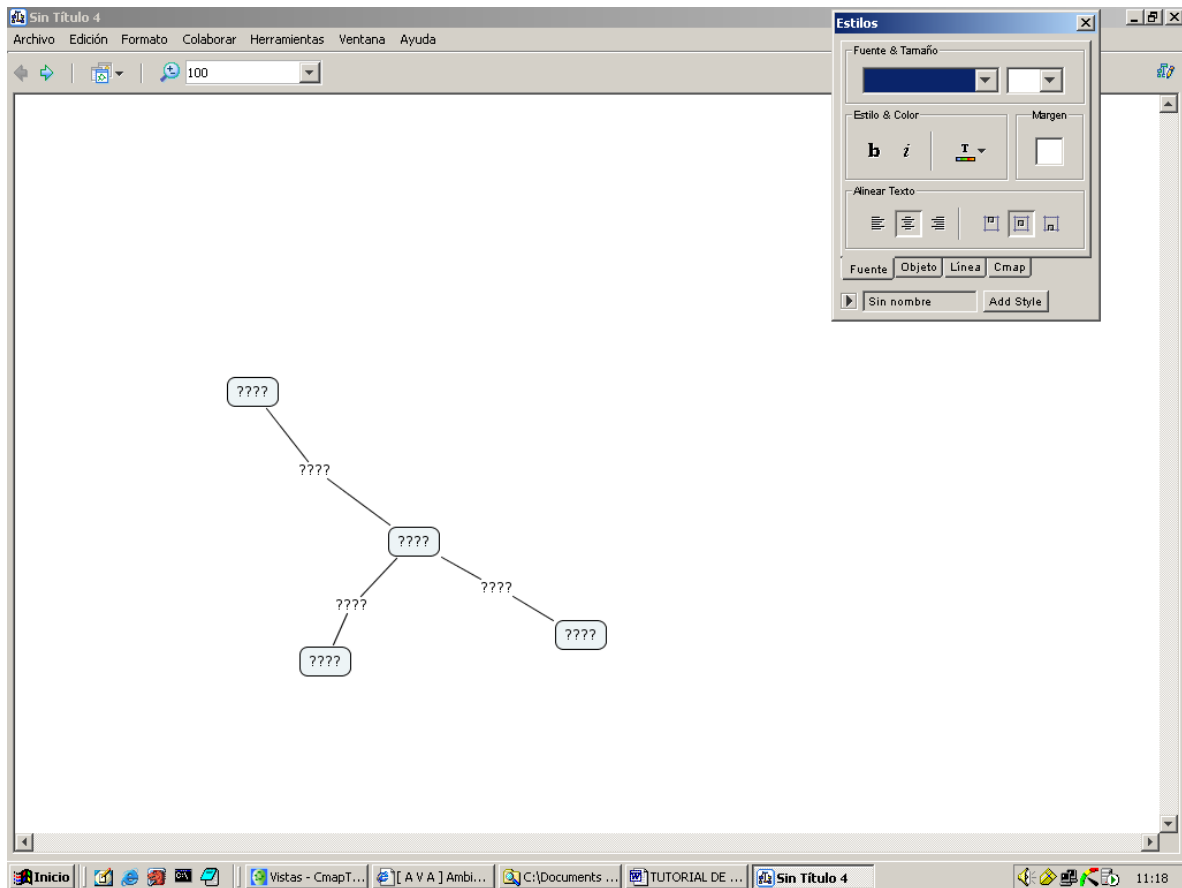 Sin Título 4
Archivo Edición Formato Colaborar Herramientas Ventana Ayuda
100
Estilos
Fuente & Tamaño
Estilo & Color
Margen
b i T
Alinear Texto
Fuente Objeto Línea Cmap
Sin nombre Add Style
????
????
????
????
????
????
????
Inicio Vistas - CmapT... [ A V A ] Ambi... C:\Documents ... TUTORIAL DE ... Sin Título 4 11:18